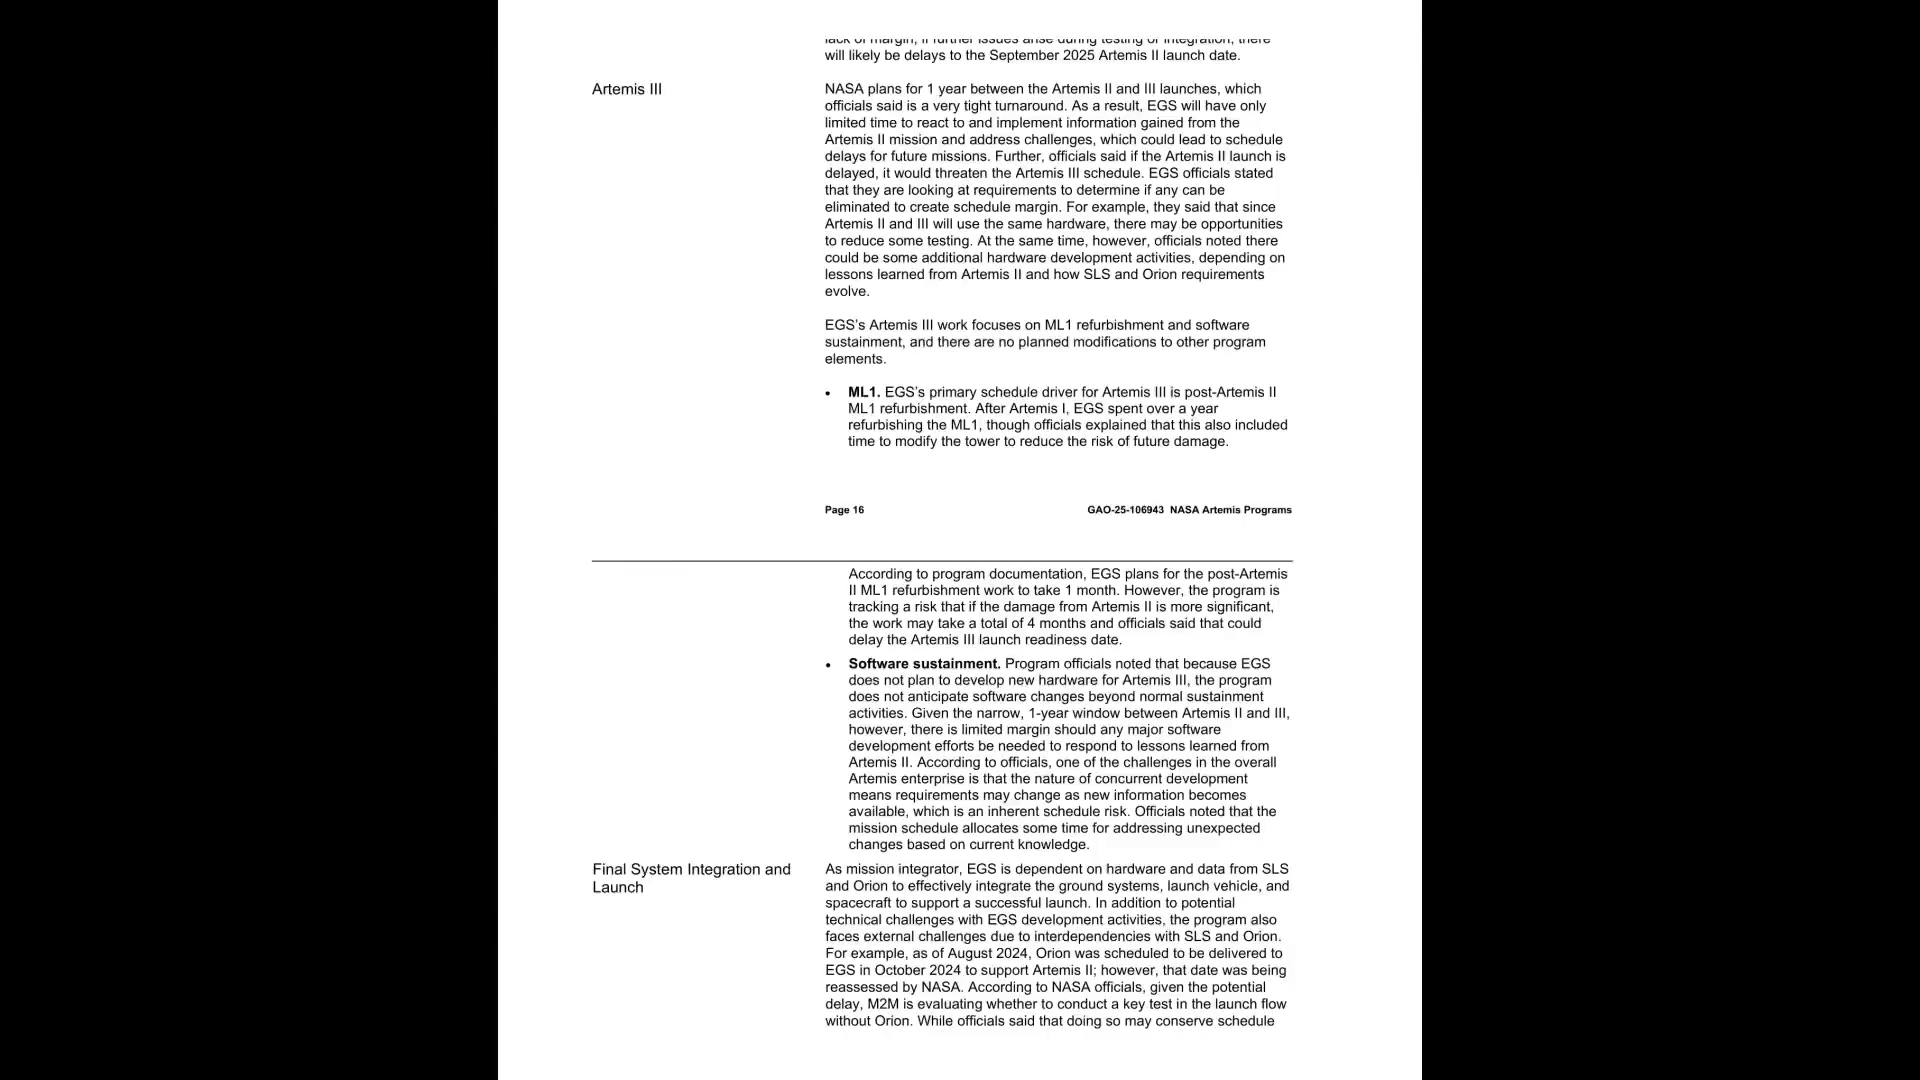 lack of margin, if further issues arise during testing or integration, there
will likely be delays to the September 2025 Artemis II launch date.
Artemis III
NASA plans for 1 year between the Artemis II and III launches, which
officials said is a very tight turnaround. As a result, EGS will have only
limited time to react to and implement information gained from the
Artemis II mission and address challenges, which could lead to schedule
delays for future missions. Further, officials said if the Artemis II launch is
delayed, it would threaten the Artemis III schedule. EGS officials stated
that they are looking at requirements to determine if any can be
eliminated to create schedule margin. For example, they said that since
Artemis II and III will use the same hardware, there may be opportunities
to reduce some testing. At the same time, however, officials noted there
could be some additional hardware development activities, depending on
lessons learned from Artemis II and how SLS and Orion requirements
evolve.
EGS’s Artemis III work focuses on ML1 refurbishment and software
sustainment, and there are no planned modifications to other program
elements.
• ML1. EGS’s primary schedule driver for Artemis III is post-Artemis II
ML1 refurbishment. After Artemis I, EGS spent over a year
refurbishing the ML1, though officials explained that this also included
time to modify the tower to reduce the risk of future damage.
Page 16 GAO-25-106943 NASA Artemis Programs
According to program documentation, EGS plans for the post-Artemis
II ML1 refurbishment work to take 1 month. However, the program is
tracking a risk that if the damage from Artemis II is more significant,
the work may take a total of 4 months and officials said that could
delay the Artemis III launch readiness date.
• Software sustainment. Program officials noted that because EGS
does not plan to develop new hardware for Artemis III, the program
does not anticipate software changes beyond normal sustainment
activities. Given the narrow, 1-year window between Artemis II and III,
however, there is limited margin should any major software
development efforts be needed to respond to lessons learned from
Artemis II. According to officials, one of the challenges in the overall
Artemis enterprise is that the nature of concurrent development
means requirements may change as new information becomes
available, which is an inherent schedule risk. Officials noted that the
mission schedule allocates some time for addressing unexpected
changes based on current knowledge.
Final System Integration and
Launch
As mission integrator, EGS is dependent on hardware and data from SLS
and Orion to effectively integrate the ground systems, launch vehicle, and
spacecraft to support a successful launch. In addition to potential
technical challenges with EGS development activities, the program also
faces external challenges due to interdependencies with SLS and Orion.
For example, as of August 2024, Orion was scheduled to be delivered to
EGS in October 2024 to support Artemis II; however, that date was being
reassessed by NASA. According to NASA officials, given the potential
delay, M2M is evaluating whether to conduct a key test in the launch flow
without Orion. While officials said that doing so may conserve schedule